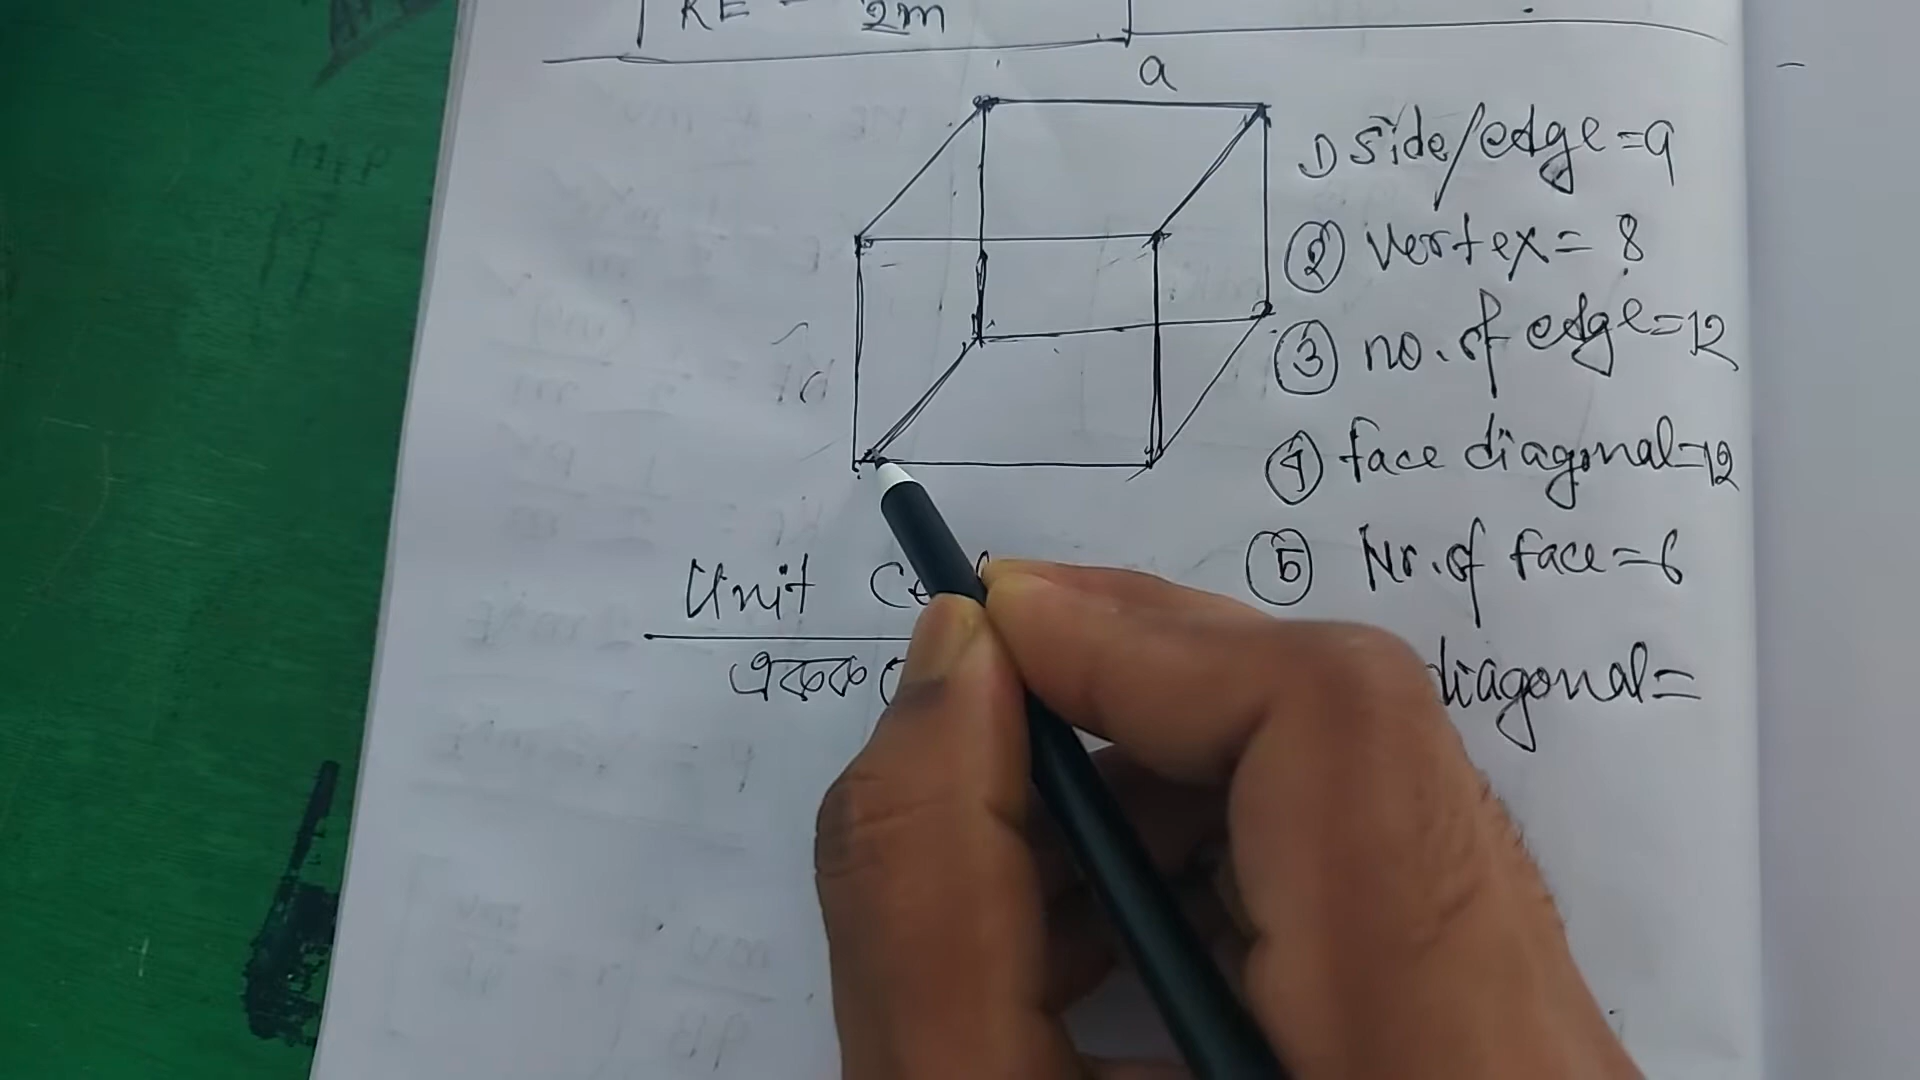 KE = 
2m
a
1) Side/edge = a
② Vertex = 8
③ no. of edge = 12
④ face diagonal = 12
⑤ Nr. of face = 6
diagonal =
Unit
একক